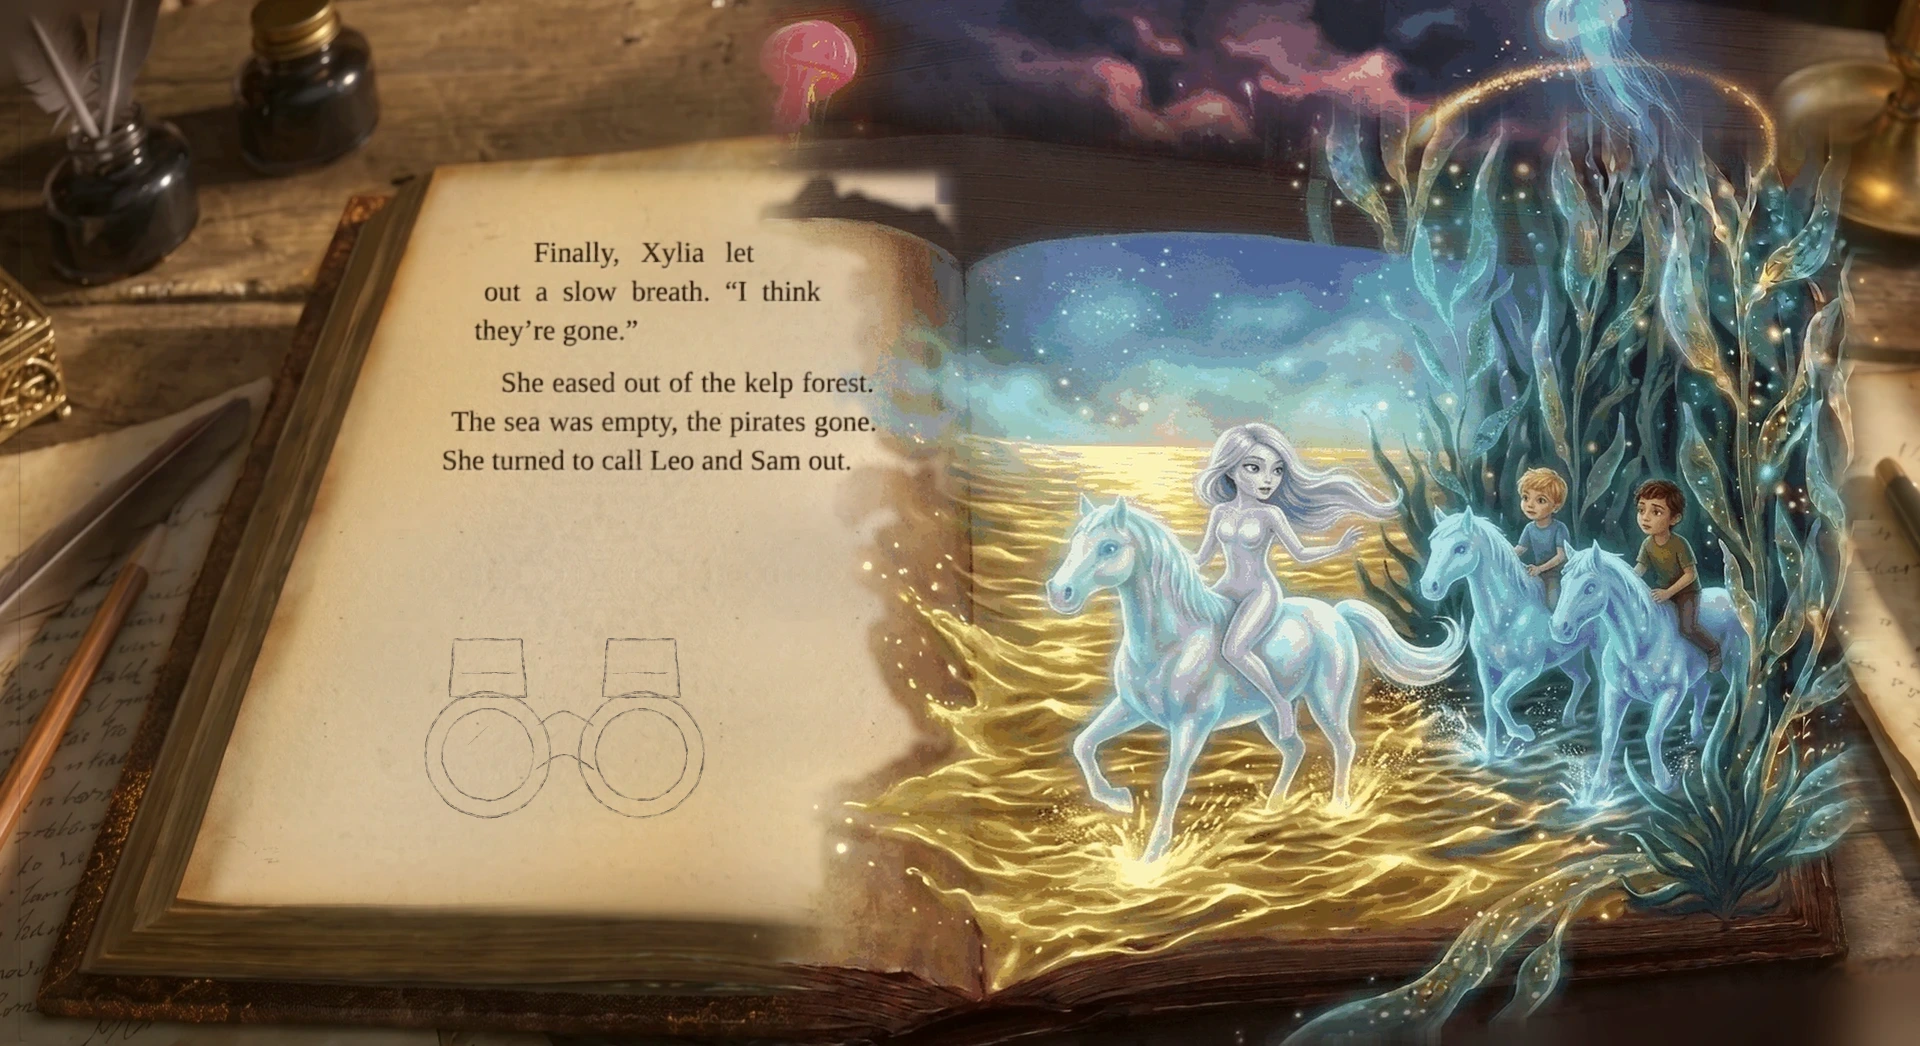 Finally, Xylia let
out a slow breath. “I think
they’re gone.”
She eased out of the kelp forest.
The sea was empty, the pirates gone.
She turned to call Leo and Sam out.